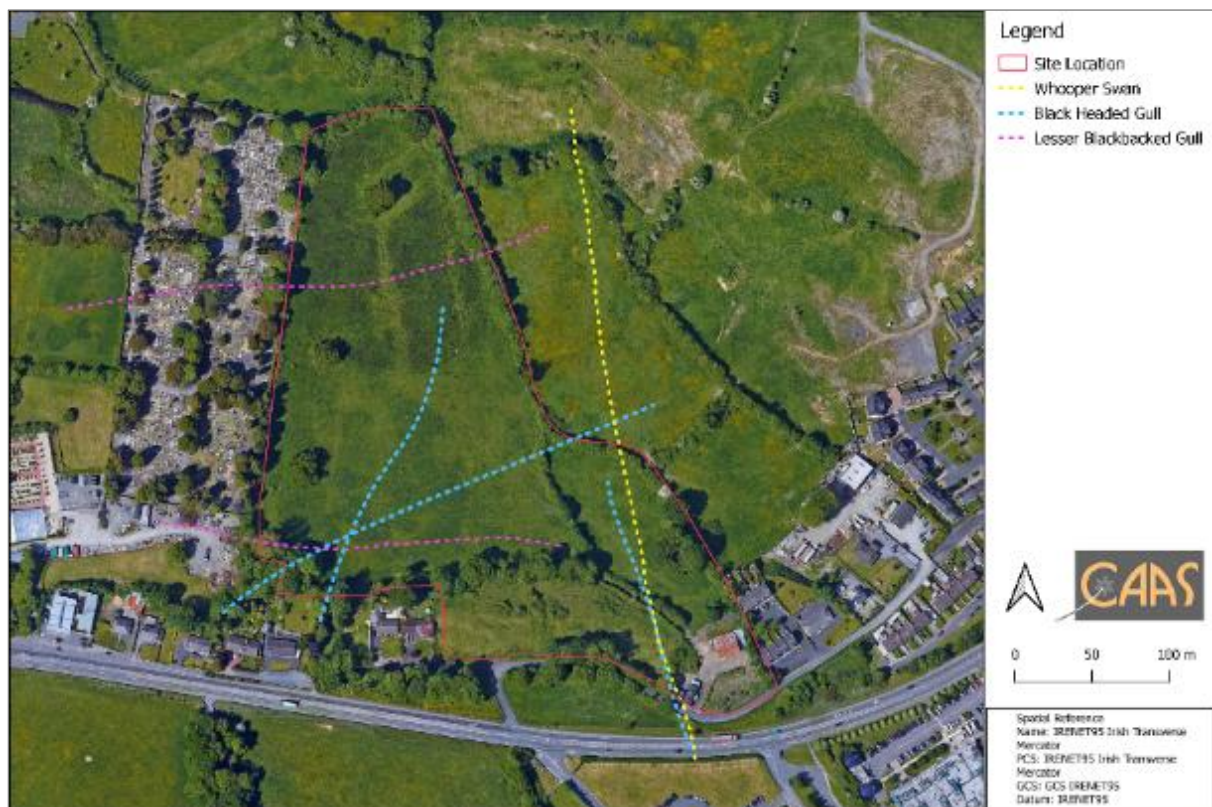 Legend
Site Location
Whooper Swan
Black Headed Gull
Lesser Blackbacked Gull
CAAS
0 50 100 m
Spatial Reference
Name: IRENET95 Irish Transverse
Mercator
PCS: IRENET95 Irish Transverse
Mercator
GCS: GCS IRENET95
Datum: IRENET95